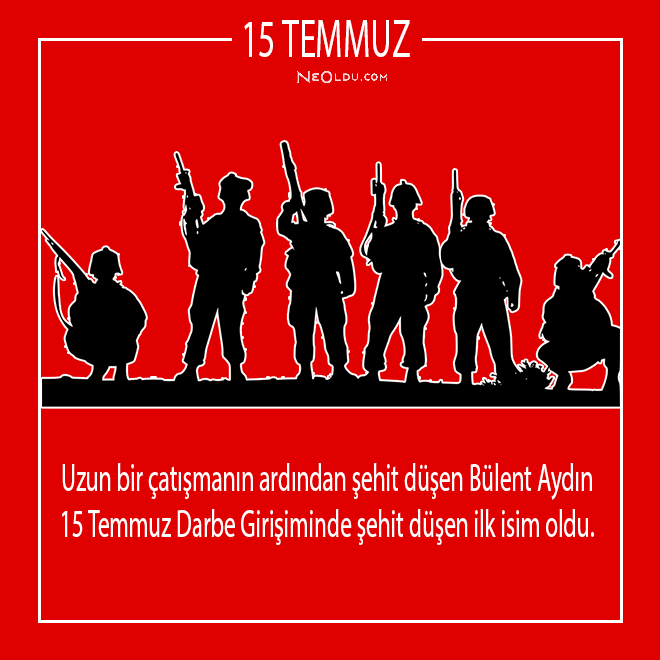 15 TEMMUZ
NEOLDU.COM
Uzun bir çatışmanın ardından şehit düşen Bülent Aydın
15 Temmuz Darbe Girişiminde şehit düşen ilk isim oldu.